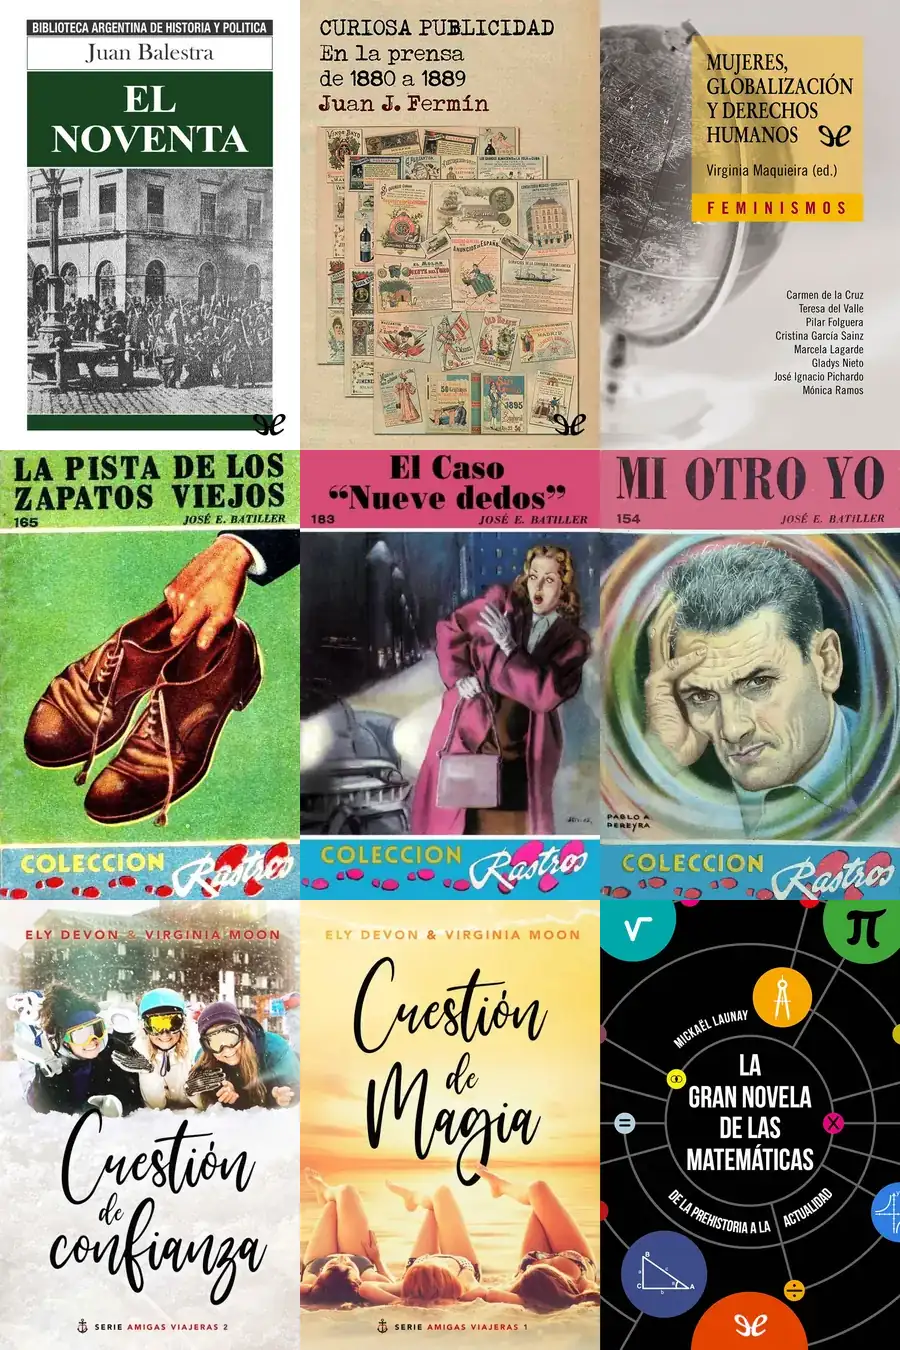 BIBLIOTECA ARGENTINA DE HISTORIA Y POLITICA
Juan Balestra
EL
NOVENTA
CURIOSA PUBLICIDAD
En la prensa
de 1880 a 1889
Juan J. Fermín
MUJERES,
GLOBALIZACIÓN
Y DERECHOS
HUMANOS
Virginia Maquieira (ed.)
FEMINISMOS
Carmen de la Cruz
Teresa del Valle
Pilar Folguera
Cristina García Sainz
Marcela Lagarde
Gladys Nieto
José Ignacio Pichardo
Mónica Ramos
LA PISTA DE LOS
ZAPATOS VIEJOS
165 JOSÉ E. BATILLER
COLECCION Rastros
El Caso
“Nueve dedos”
183 JOSÉ E. BATILLER
COLECCION Rastros
MI OTRO YO
154 JOSÉ E. BATILLER
PABLO A
PEREYRA
COLECCION Rastros
ELY DEVON & VIRGINIA MOON
Cuestión
de
confianza
SERIE AMIGAS VIAJERAS 2
ELY DEVON & VIRGINIA MOON
Cuestión
de
Magia
SERIE AMIGAS VIAJERAS 1
MICKAËL LAUNAY
LA
GRAN NOVELA
DE LAS
MATEMÁTICAS
DE LA PREHISTORIA A LA ACTUALIDAD